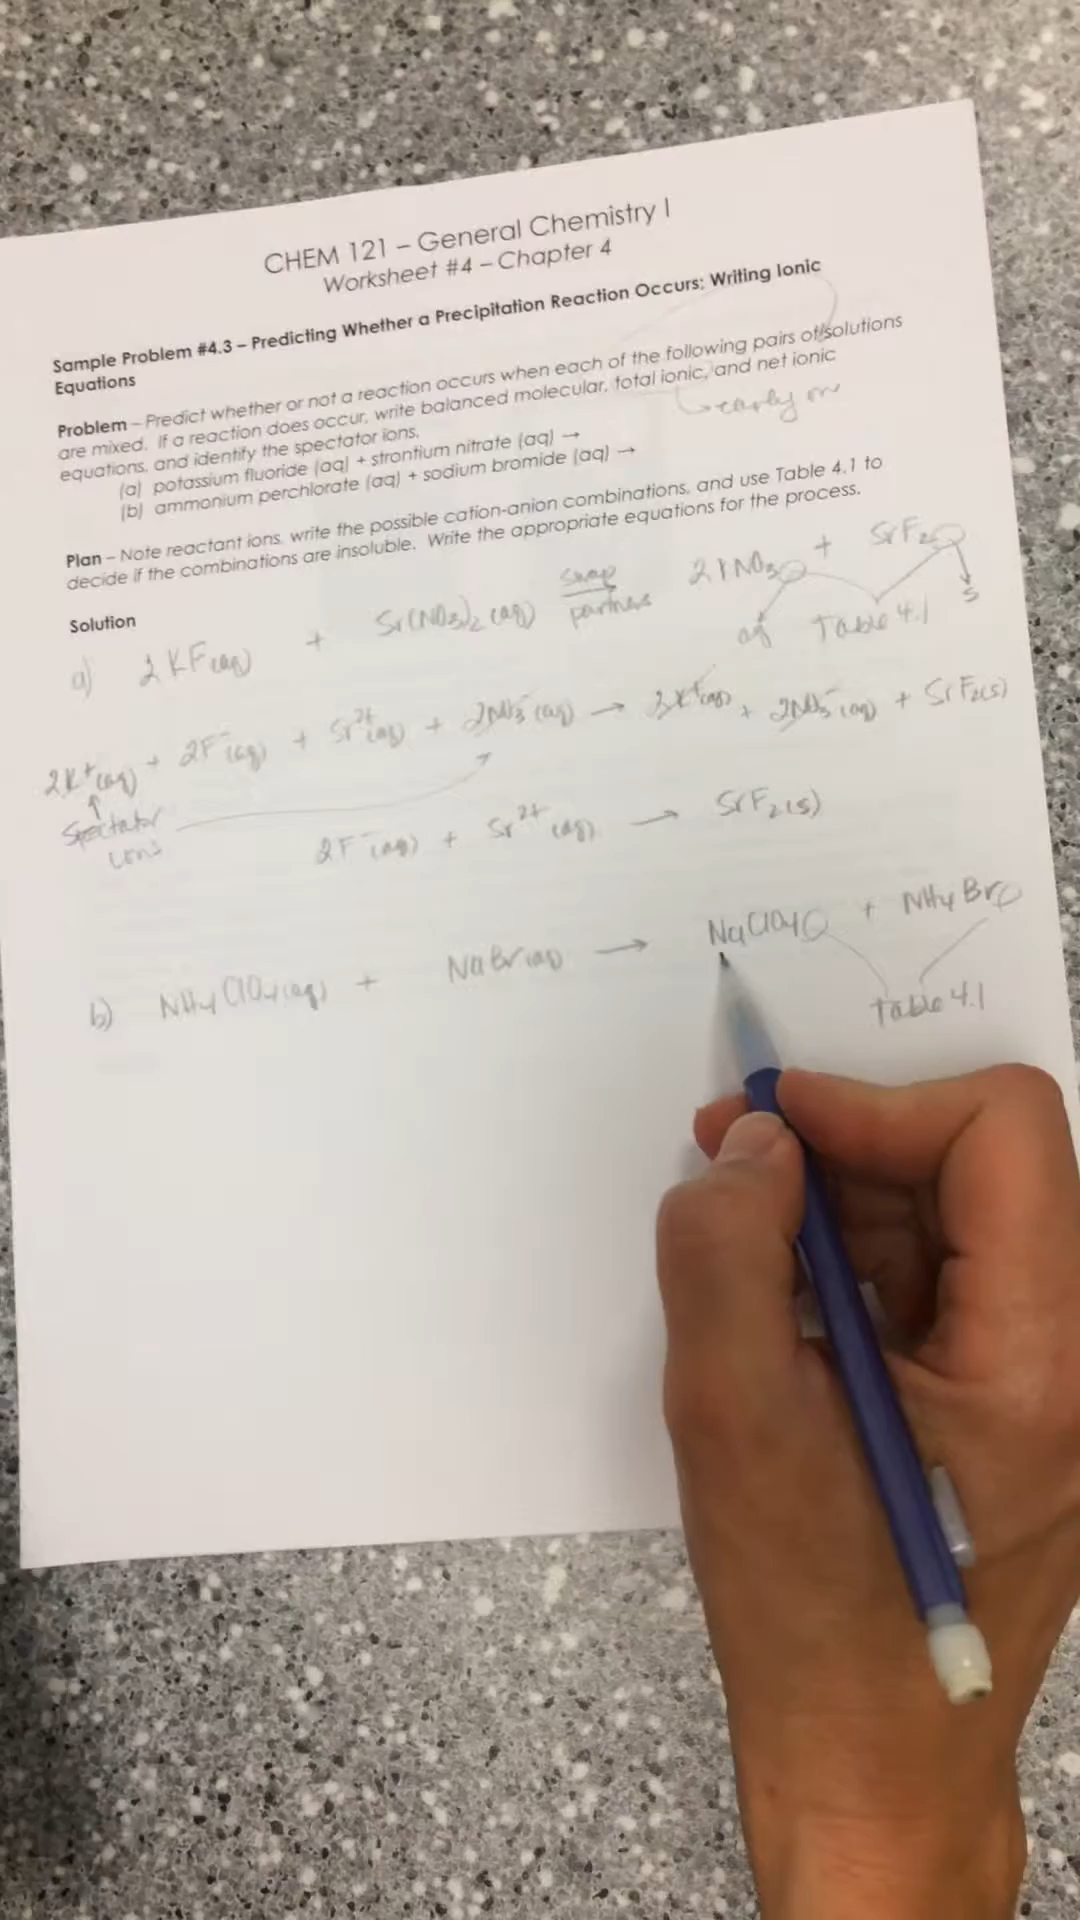 CHEM 121 – General Chemistry I
Worksheet #4 – Chapter 4
Sample Problem #4.3 – Predicting Whether a Precipitation Reaction Occurs; Writing Ionic
Equations
Problem – Predict whether or not a reaction occurs when each of the following pairs of solutions
are mixed. If a reaction does occur, write balanced molecular, total ionic, and net ionic
equations, and identify the spectator ions.
early on
(a) potassium fluoride (aq) + strontium nitrate (aq) →
(b) ammonium perchlorate (aq) + sodium bromide (aq) →
Plan – Note reactant ions, write the possible cation-anion combinations, and use Table 4.1 to
decide if the combinations are insoluble. Write the appropriate equations for the process.
Solution
a) 2KF(aq) + Sr(NO3)2(aq) swap partners → 2KNO3 + SrF2
aq Table 4.1 s
2K+(aq) + 2F-(aq) + Sr2+(aq) + 2NO3-(aq) → 2K+(aq) + 2NO3-(aq) + SrF2(s)
Spectator
ions
2F-(aq) + Sr2+(aq) → SrF2(s)
b) NH4ClO4(aq) + NaBr(aq) → NaClO4 + NH4Br
Table 4.1